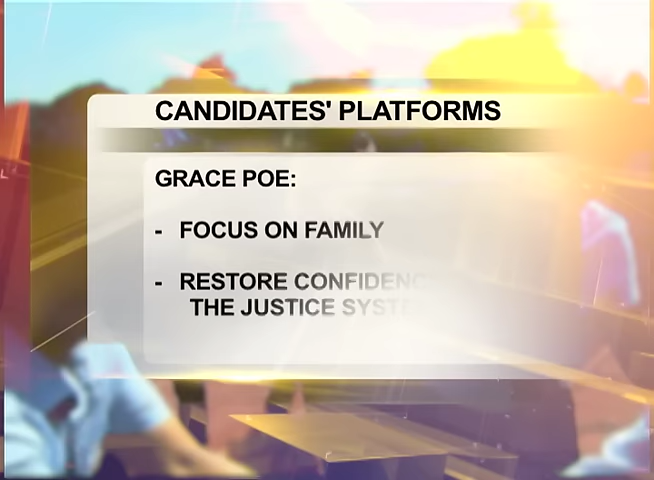 CANDIDATES' PLATFORMS
GRACE POE:
- FOCUS ON FAMILY
- RESTORE
THE JUSTICE